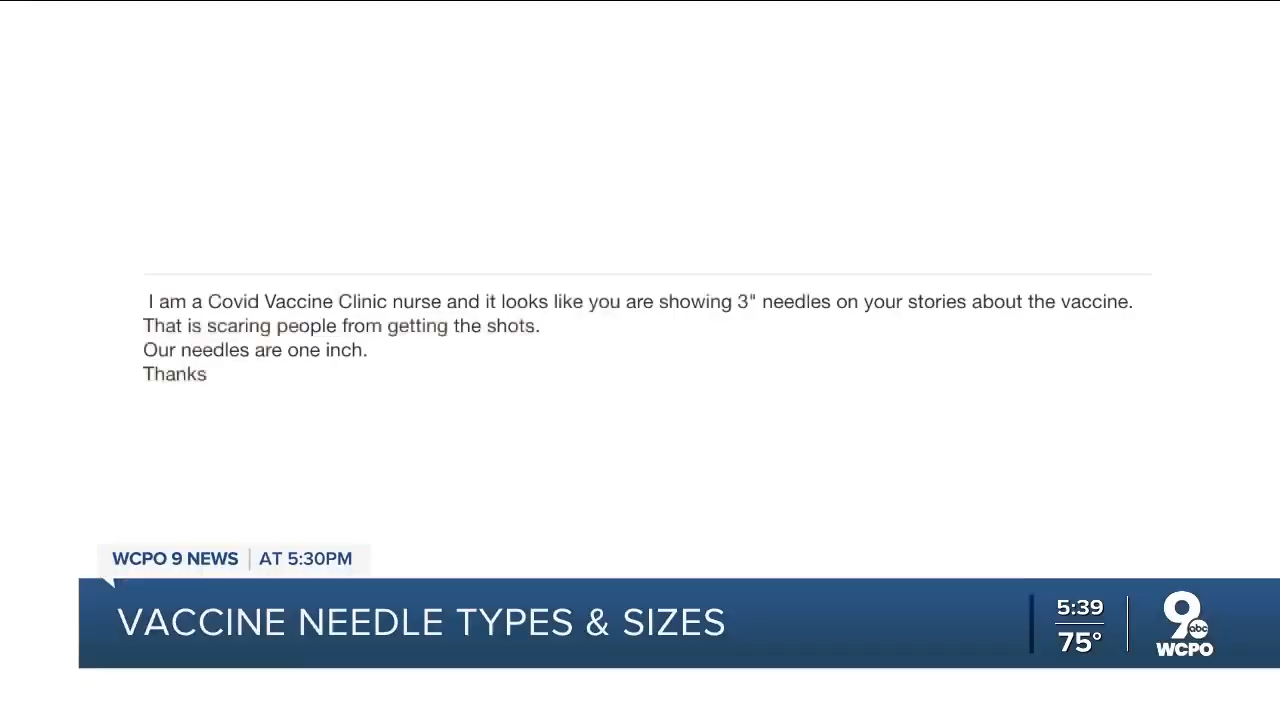 I am a Covid Vaccine Clinic nurse and it looks like you are showing 3" needles on your stories about the vaccine.
That is scaring people from getting the shots.
Our needles are one inch.
Thanks
WCPO 9 NEWS | AT 5:30PM
VACCINE NEEDLE TYPES & SIZES
5:39
75°
9
abc
WCPO